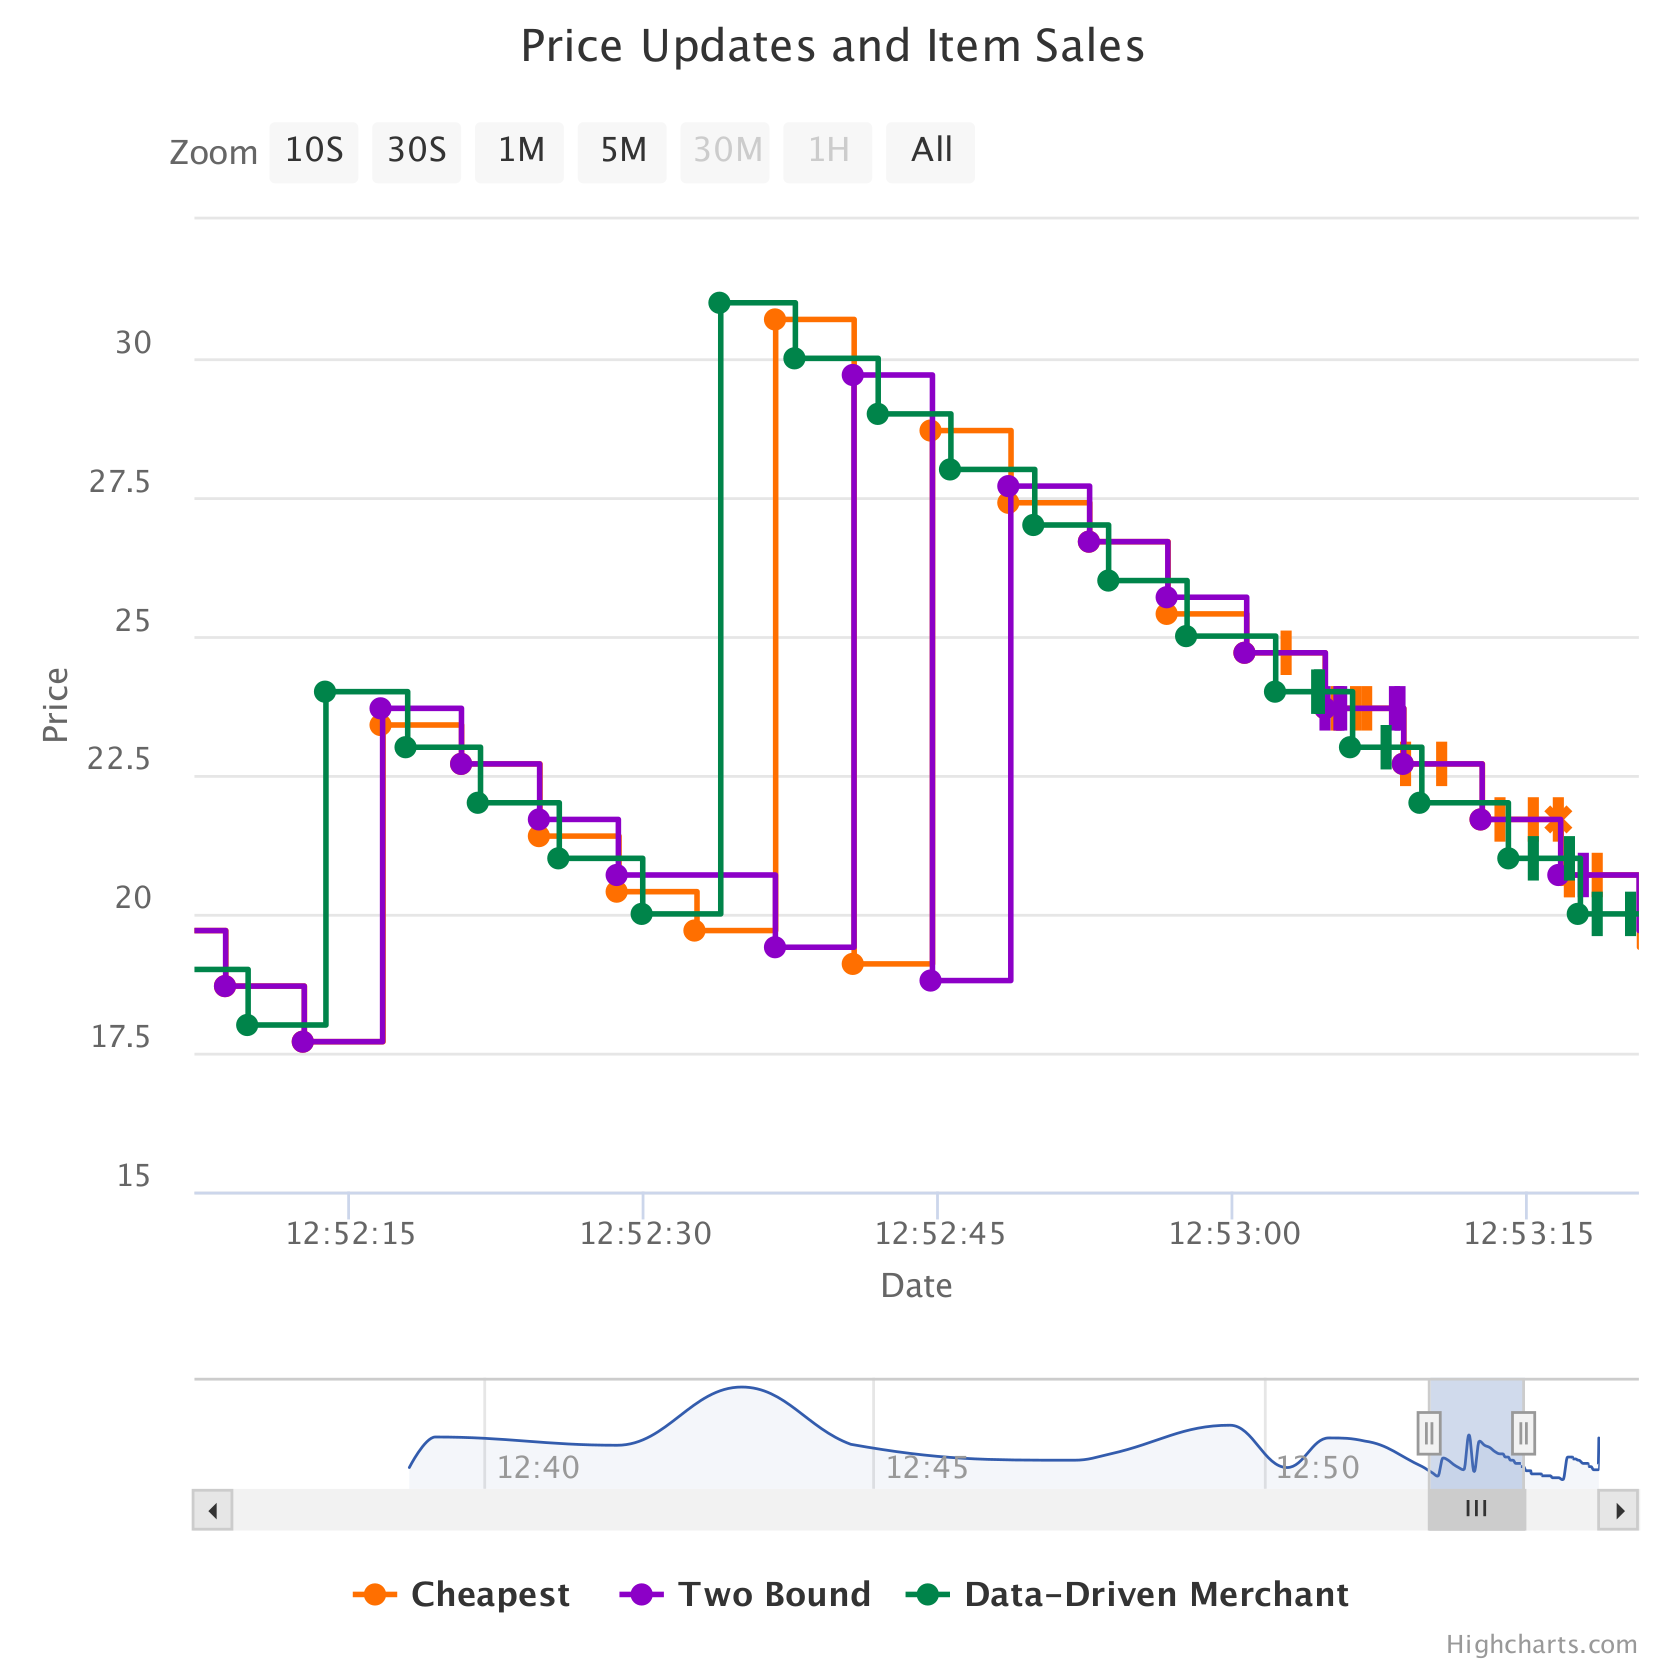 Price Updates and Item Sales
Zoom 10S 30S 1M 5M 30M 1H All
30
27.5
25
22.5
20
17.5
15
Price
12:52:15 12:52:30 12:52:45 12:53:00 12:53:15
Date
12:40 12:45 12:50
Cheapest Two Bound Data-Driven Merchant
Highcharts.com